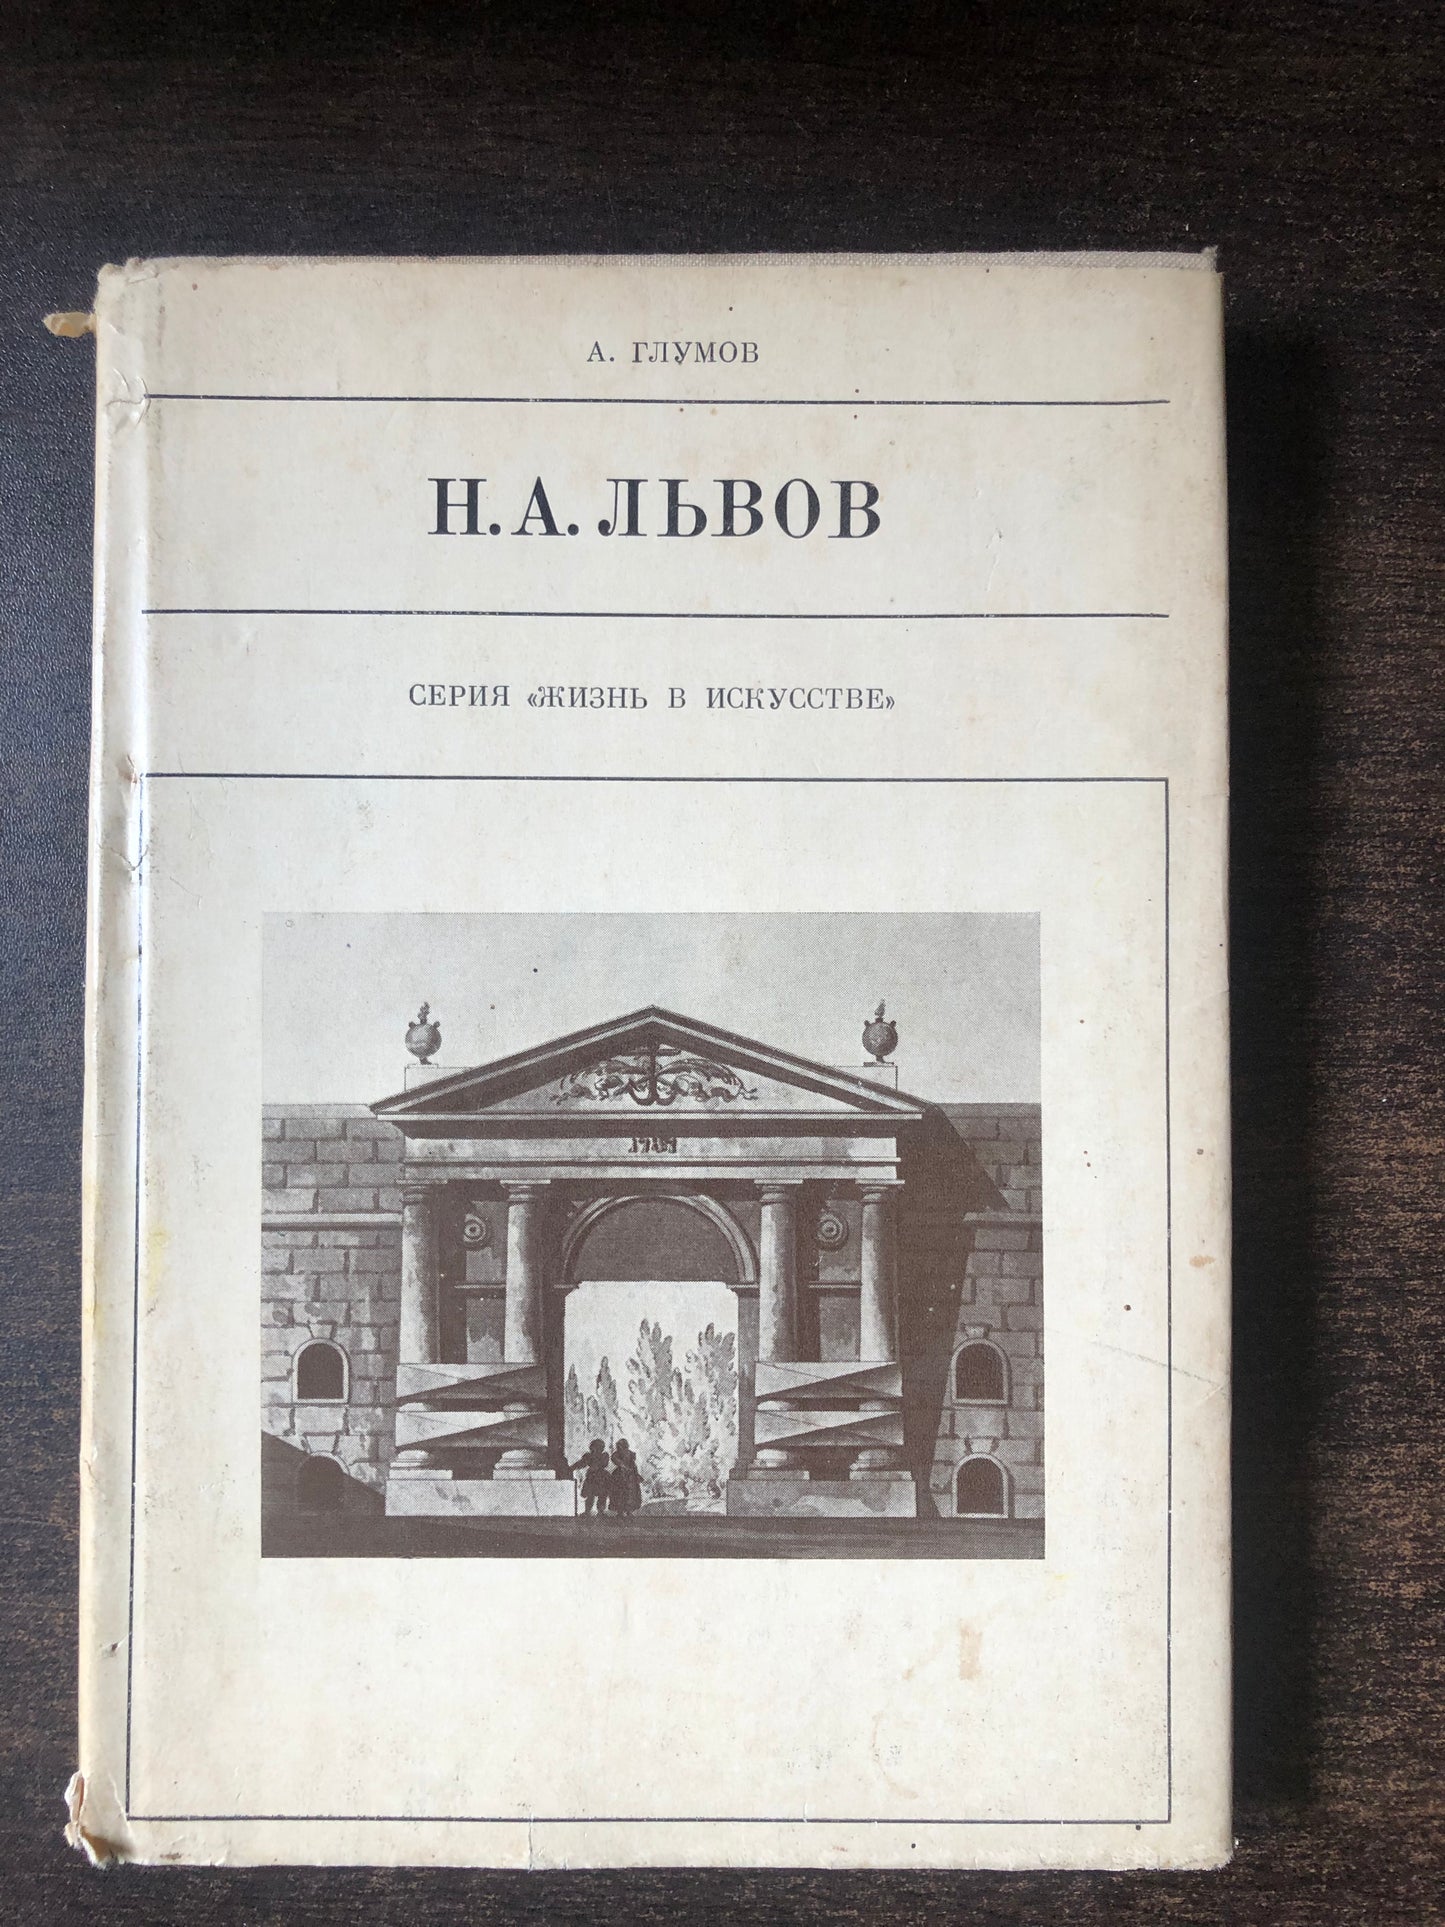 А. ГЛУМОВ
Н. А. ЛЬВОВ
СЕРИЯ «ЖИЗНЬ В ИСКУССТВЕ»